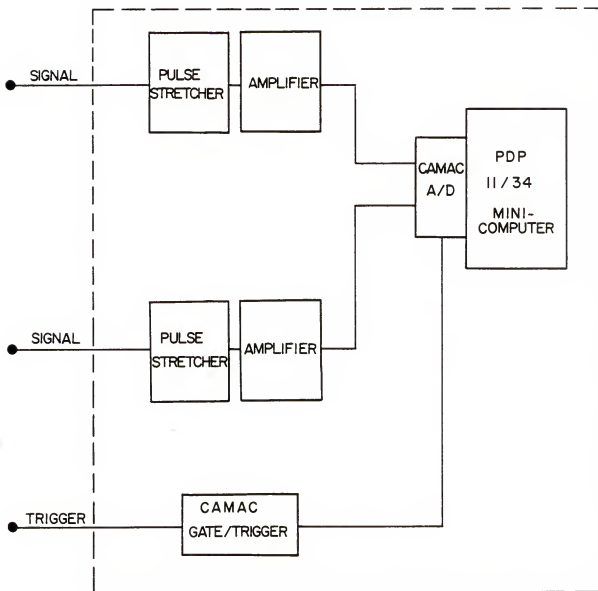 SIGNAL
PULSE
STRETCHER
AMPLIFIER
CAMAC
A/D
PDP
11/34
MINI-
COMPUTER
SIGNAL
PULSE
STRETCHER
AMPLIFIER
TRIGGER
CAMAC
GATE/TRIGGER